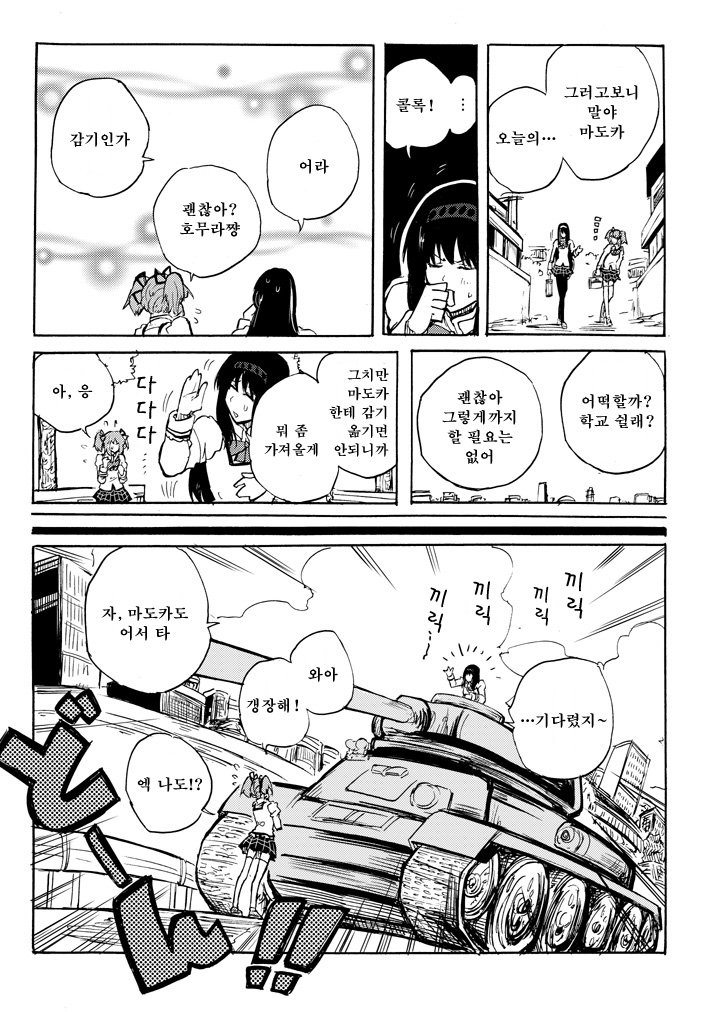 그러고보니
말야
마도카
오늘의…
…
콜록!
어라
괜찮아?
호무라쨩
감기인가
어떡할까?
학교 쉴래?
괜찮아
그렇게까지
할 필요는
없어
그치만
마도카
한테 감기
옮기면
안되니까
뭐 좀
가져올게
다
다
다
아, 응
끼릭
끼릭
끼릭
끼릭
…기다렸지~
자, 마도카도
어서 타
와아
굉장해!
엑 나도!?
どーん!!